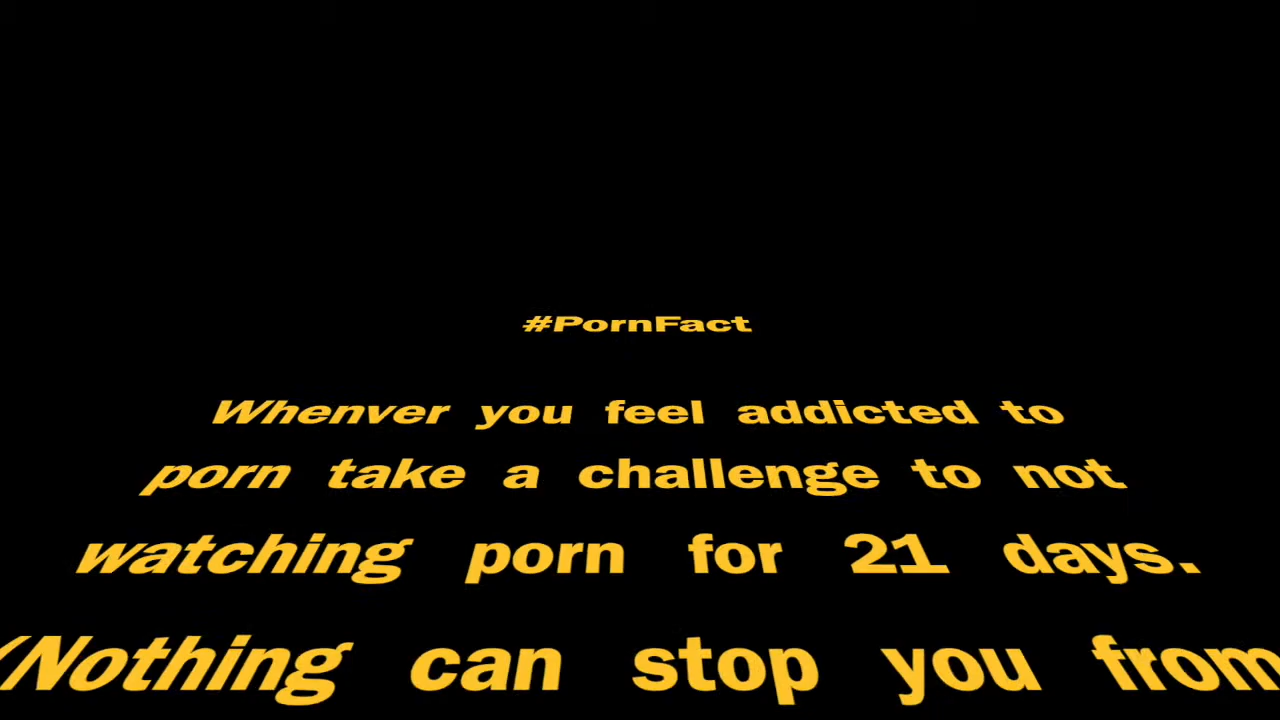 #PornFact
Whenver you feel addicted to
porn take a challenge to not
watching porn for 21 days.
(Nothing can stop you from